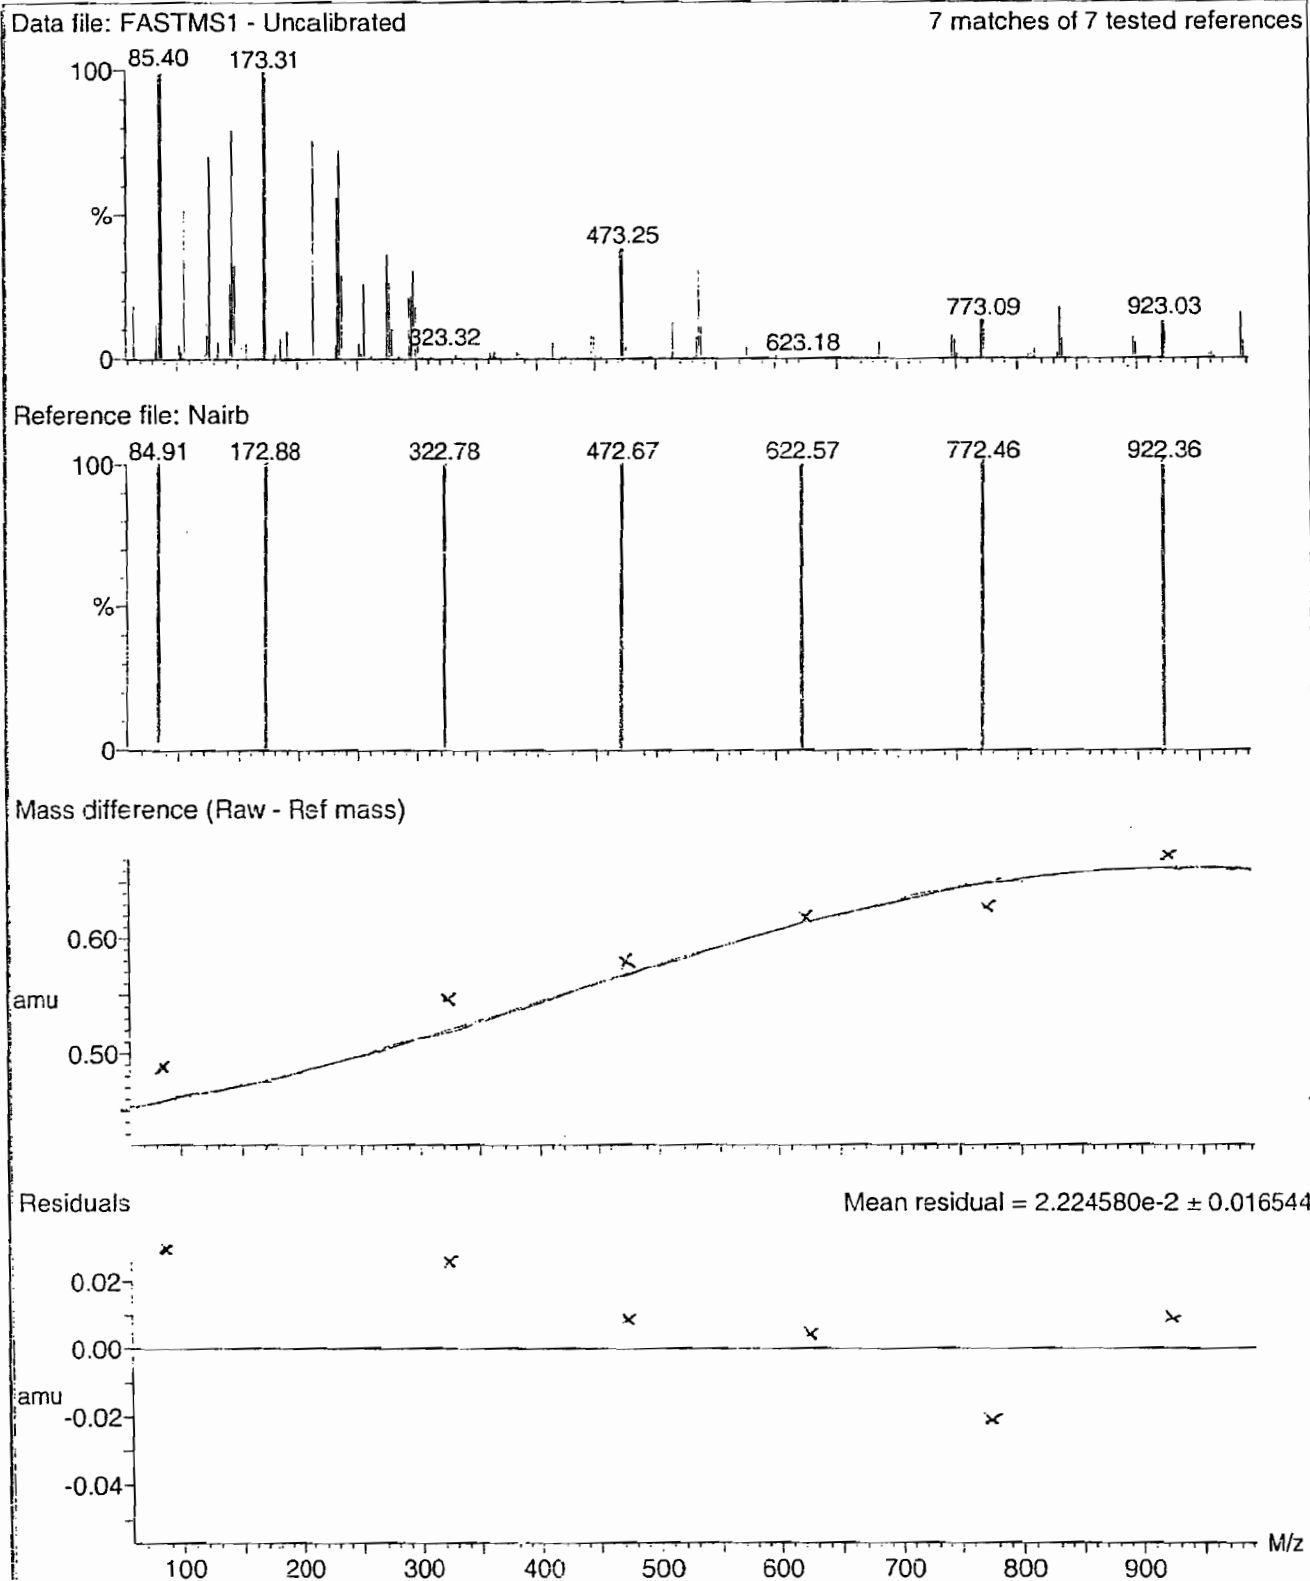 Data file: FASTMS1 - Uncalibrated 7 matches of 7 tested references
85.40 173.31
100
%
473.25
773.09 923.03
323.32 623.18
0
Reference file: Nairb
84.91 172.88 322.78 472.67 622.57 772.46 922.36
100
%
0
Mass difference (Raw - Ref mass)
0.60
amu
0.50
Residuals Mean residual = 2.224580e-2 ± 0.016544
0.02
0.00
amu
-0.02
-0.04
M/z
100 200 300 400 500 600 700 800 900